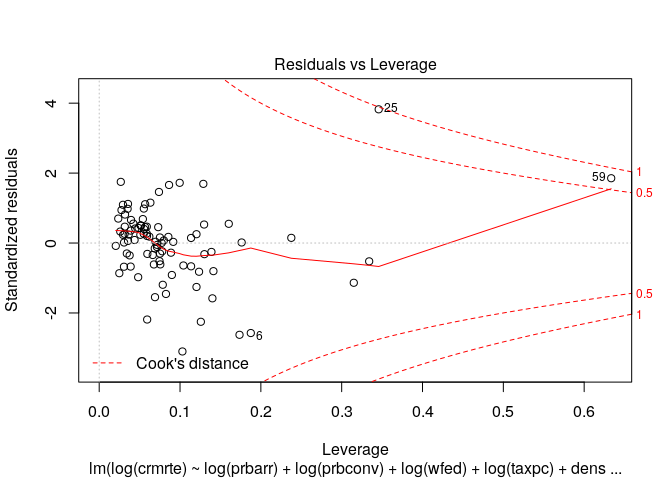 Residuals vs Leverage
Standardized residuals
4
2
0
-2
25
59
6
1
0.5
0.5
1
Cook's distance
0.0 0.1 0.2 0.3 0.4 0.5 0.6
Leverage
lm(log(crmrte) ~ log(prbarr) + log(prbconv) + log(wfed) + log(taxpc) + dens ...